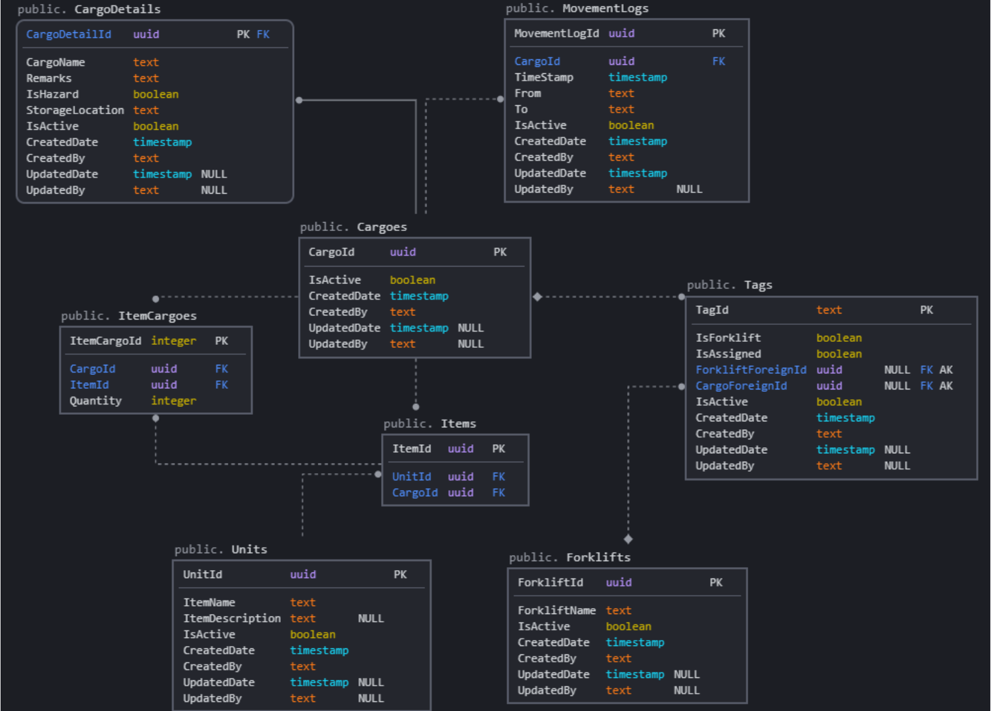 public. CargoDetails
CargoDetailId uuid PK FK
CargoName text
Remarks text
IsHazard boolean
StorageLocation text
IsActive boolean
CreatedDate timestamp
CreatedBy text
UpdatedDate timestamp NULL
UpdatedBy text NULL
public. MovementLogs
MovementLogId uuid PK
CargoId uuid FK
TimeStamp timestamp
From text
To text
IsActive boolean
CreatedDate timestamp
CreatedBy text
UpdatedDate timestamp
UpdatedBy text NULL
public. Cargoes
CargoId uuid PK
IsActive boolean
CreatedDate timestamp
CreatedBy text
UpdatedDate timestamp NULL
UpdatedBy text NULL
public. Tags
TagId text PK
IsForklift boolean
IsAssigned boolean
ForkliftForeignId uuid NULL FK AK
CargoForeignId uuid NULL FK AK
IsActive boolean
CreatedDate timestamp
CreatedBy text
UpdatedDate timestamp NULL
UpdatedBy text NULL
public. ItemCargoes
ItemCargoId integer PK
CargoId uuid FK
ItemId uuid FK
Quantity integer
public. Items
ItemId uuid PK
UnitId uuid FK
CargoId uuid FK
public. Units
UnitId uuid PK
ItemName text
ItemDescription text NULL
IsActive boolean
CreatedDate timestamp
CreatedBy text
UpdatedDate timestamp NULL
UpdatedBy text NULL
public. Forklifts
ForkliftId uuid PK
ForkliftName text
IsActive boolean
CreatedDate timestamp
CreatedBy text
UpdatedDate timestamp NULL
UpdatedBy text NULL